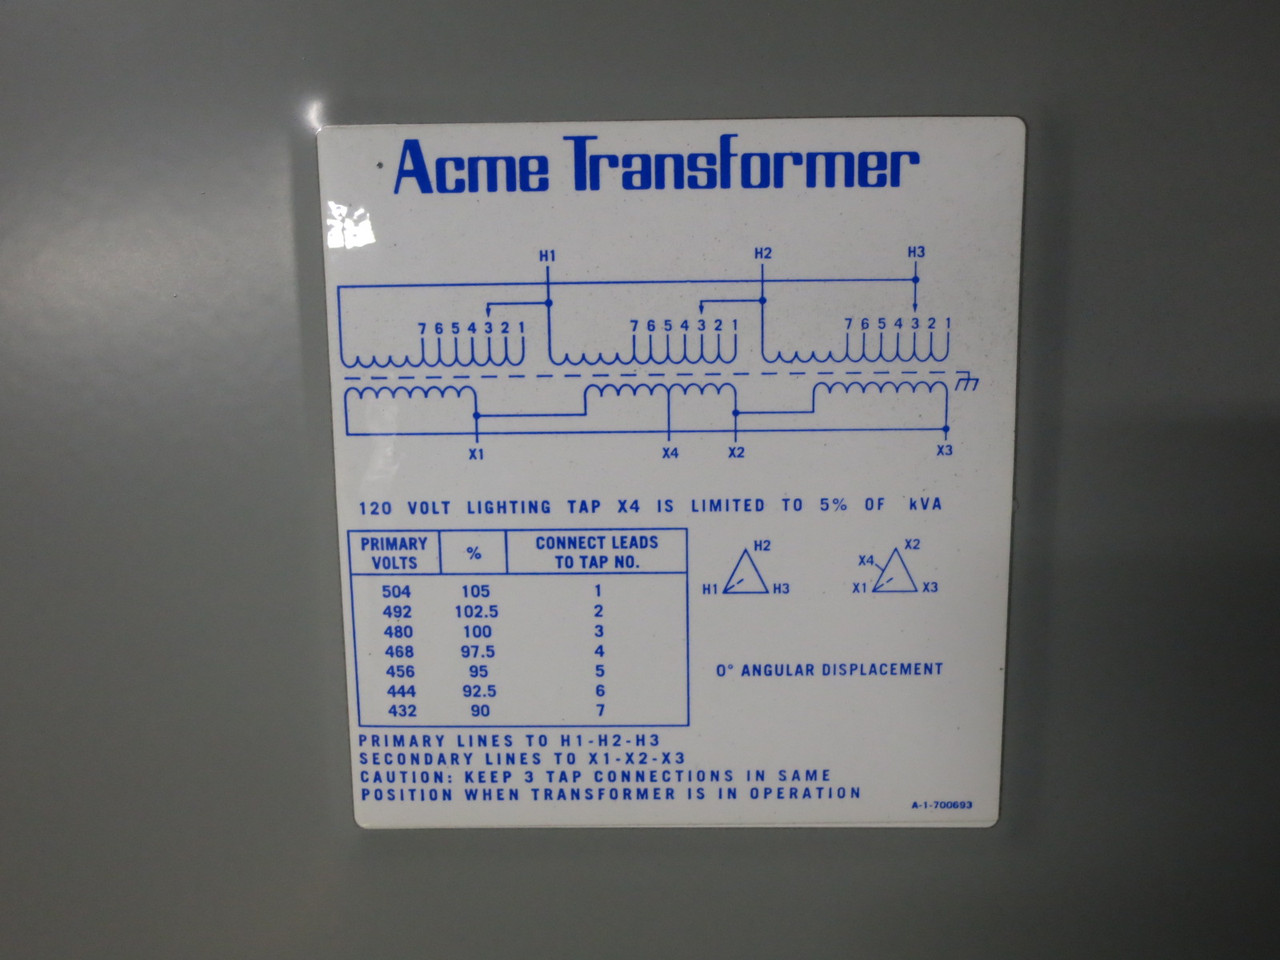 Acme Transformer
H1 H2 H3
7 6 5 4 3 2 1 7 6 5 4 3 2 1 7 6 5 4 3 2 1
X1 X4 X2 X3
120 VOLT LIGHTING TAP X4 IS LIMITED TO 5% OF kVA
PRIMARY VOLTS % CONNECT LEADS TO TAP NO.
504 105 1
492 102.5 2
480 100 3
468 97.5 4
456 95 5
444 92.5 6
432 90 7
H2
H1 H3
X2
X4
X1 X3
0° ANGULAR DISPLACEMENT
PRIMARY LINES TO H1-H2-H3
SECONDARY LINES TO X1-X2-X3
CAUTION: KEEP 3 TAP CONNECTIONS IN SAME
POSITION WHEN TRANSFORMER IS IN OPERATION
A-1-700693